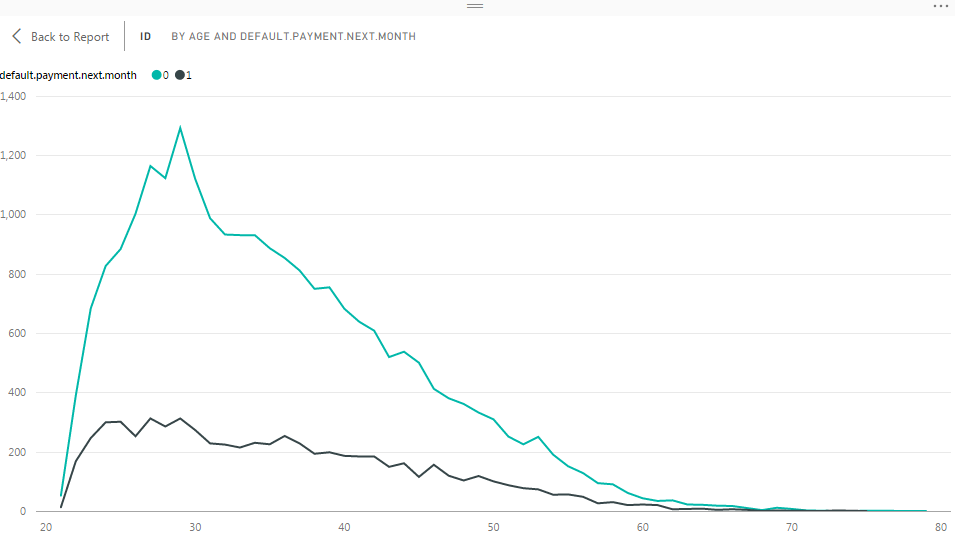 Back to Report ID BY AGE AND DEFAULT.PAYMENT.NEXT.MONTH
default.payment.next.month 0 1
1,400
1,200
1,000
800
600
400
200
0
20 30 40 50 60 70 80